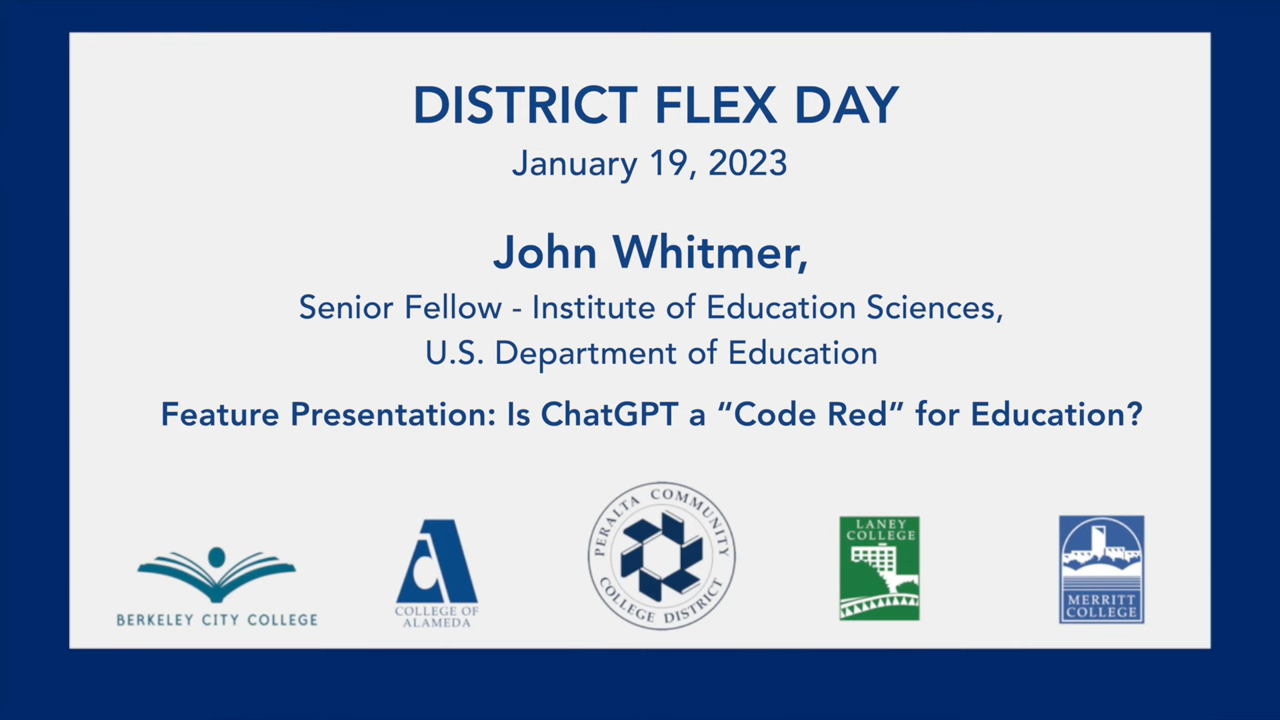 DISTRICT FLEX DAY
January 19, 2023
John Whitmer,
Senior Fellow - Institute of Education Sciences,
U.S. Department of Education
Feature Presentation: Is ChatGPT a “Code Red” for Education?
BERKELEY CITY COLLEGE
COLLEGE OF
ALAMEDA
PERALTA COMMUNITY
COLLEGE DISTRICT
LANEY
COLLEGE
MERRITT
COLLEGE